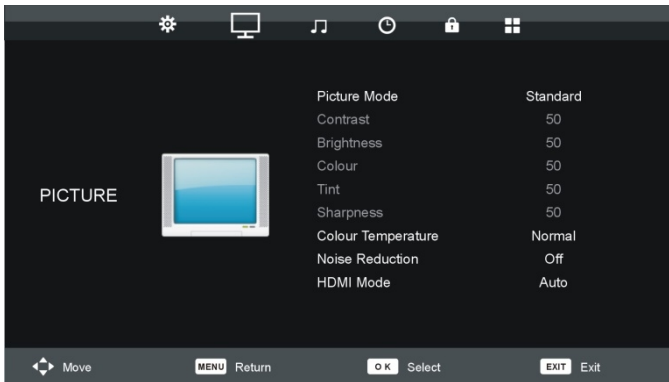 Picture Mode Standard
Contrast 50
Brightness 50
Colour 50
Tint 50
PICTURE
Sharpness 50
Colour Temperature Normal
Noise Reduction Off
HDMI Mode Auto
Move MENU Return OK Select EXIT Exit